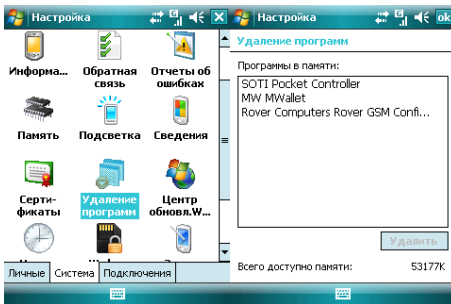 Настройка
Информа... Обратная связь Отчеты об ошибках
Память Подсветка Сведения
Серти-фикаты Удаление программ Центр обновл.W...
Личные Система Подключения
Настройка ok
Удаление программ
Программы в памяти:
SOTI Pocket Controller
MW MWallet
Rover Computers Rover GSM Confi...
Удалить
Всего доступно памяти: 53177K